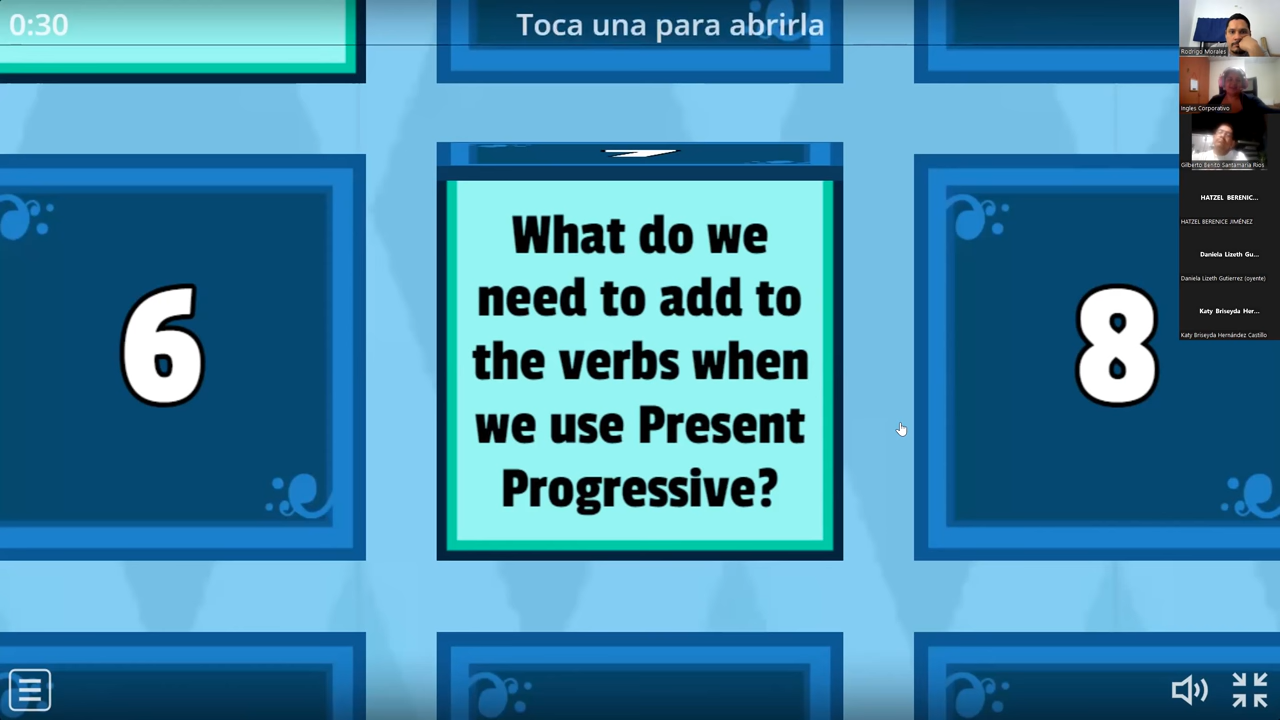 0:30
Toca una para abrirla
Rodrigo Morales
Ingles Corporativo
Gilberto Benito Santamaria Rios
HATZEL BERENIC...
HATZEL BERENICE JIMÉNEZ
Daniela Lizeth Gu...
Daniela Lizeth Gutierrez (oyente)
Katy Briseyda Her...
Katy Briseyda Hernández Castillo
6
What do we
need to add to
the verbs when
we use Present
Progressive?
8